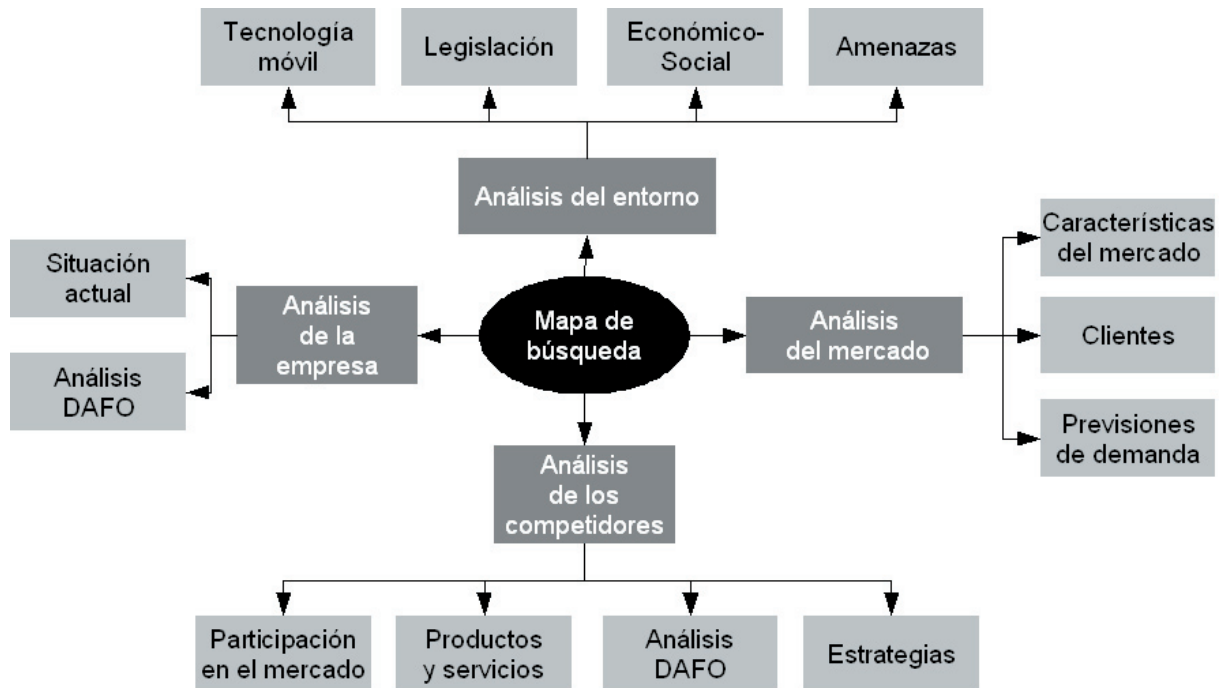 Tecnología
móvil
Legislación
Económico-
Social
Amenazas
Análisis del entorno
Características
del mercado
Situación
actual
Análisis
de la
empresa
Mapa de
búsqueda
Análisis
del mercado
Clientes
Análisis
DAFO
Previsiones
de demanda
Análisis
de los
competidores
Participación
en el mercado
Productos
y servicios
Análisis
DAFO
Estrategias